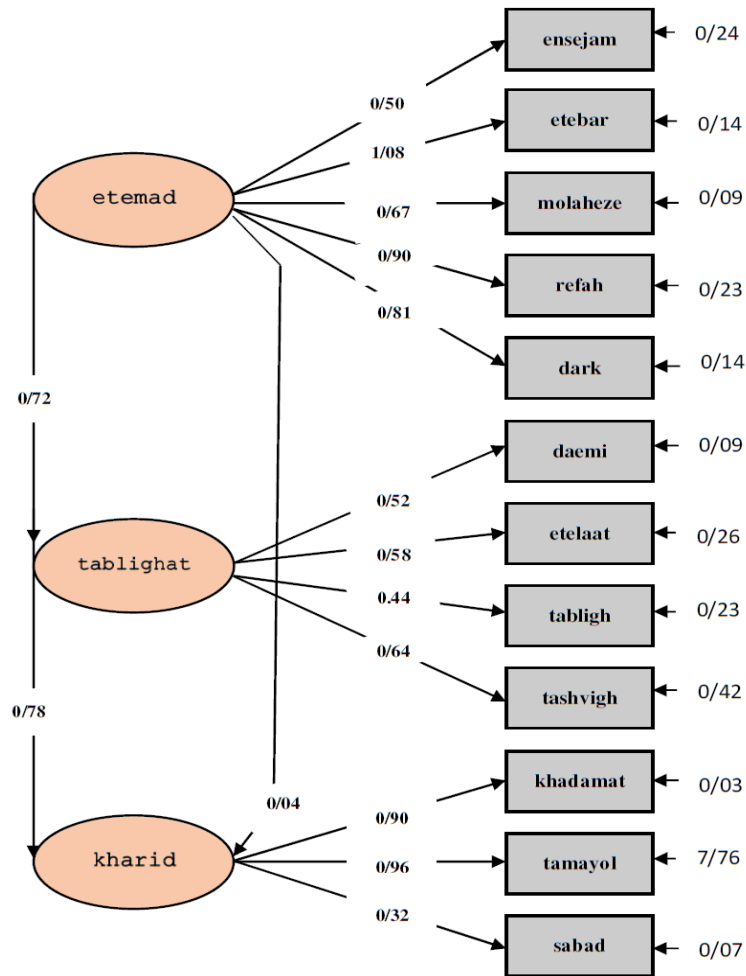 ensejam
0/24
0/50
etebar
0/14
1/08
etemad
molaheze
0/09
0/67
0/90
refah
0/23
0/81
dark
0/14
0/72
daemi
0/09
0/52
etelaat
0/26
0/58
tablighat
0.44
tabligh
0/23
0/64
tashvigh
0/42
0/78
khadamat
0/03
0/04
0/90
kharid
tamayol
7/76
0/96
0/32
sabad
0/07